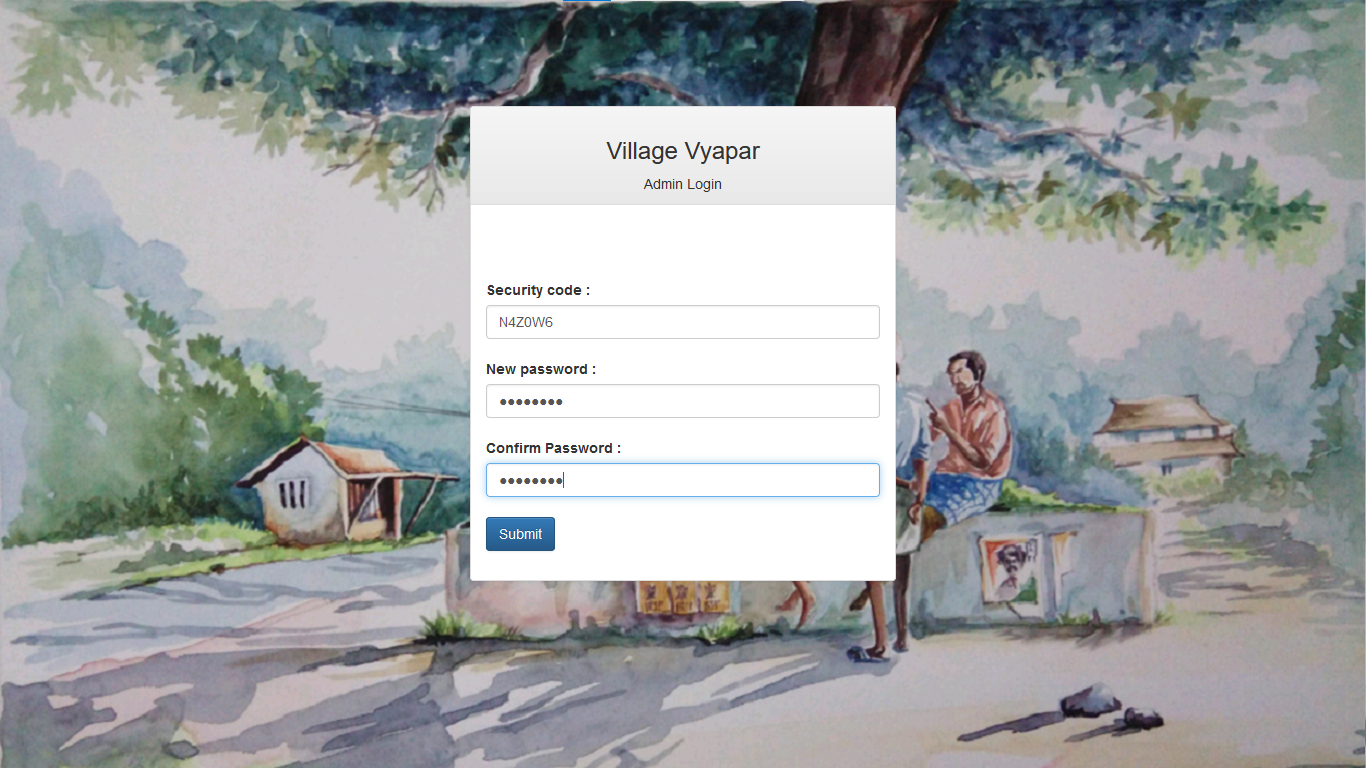 Village Vyapar
Admin Login
Security code :
N4Z0W6
New password :
••••••••
Confirm Password :
••••••••
Submit